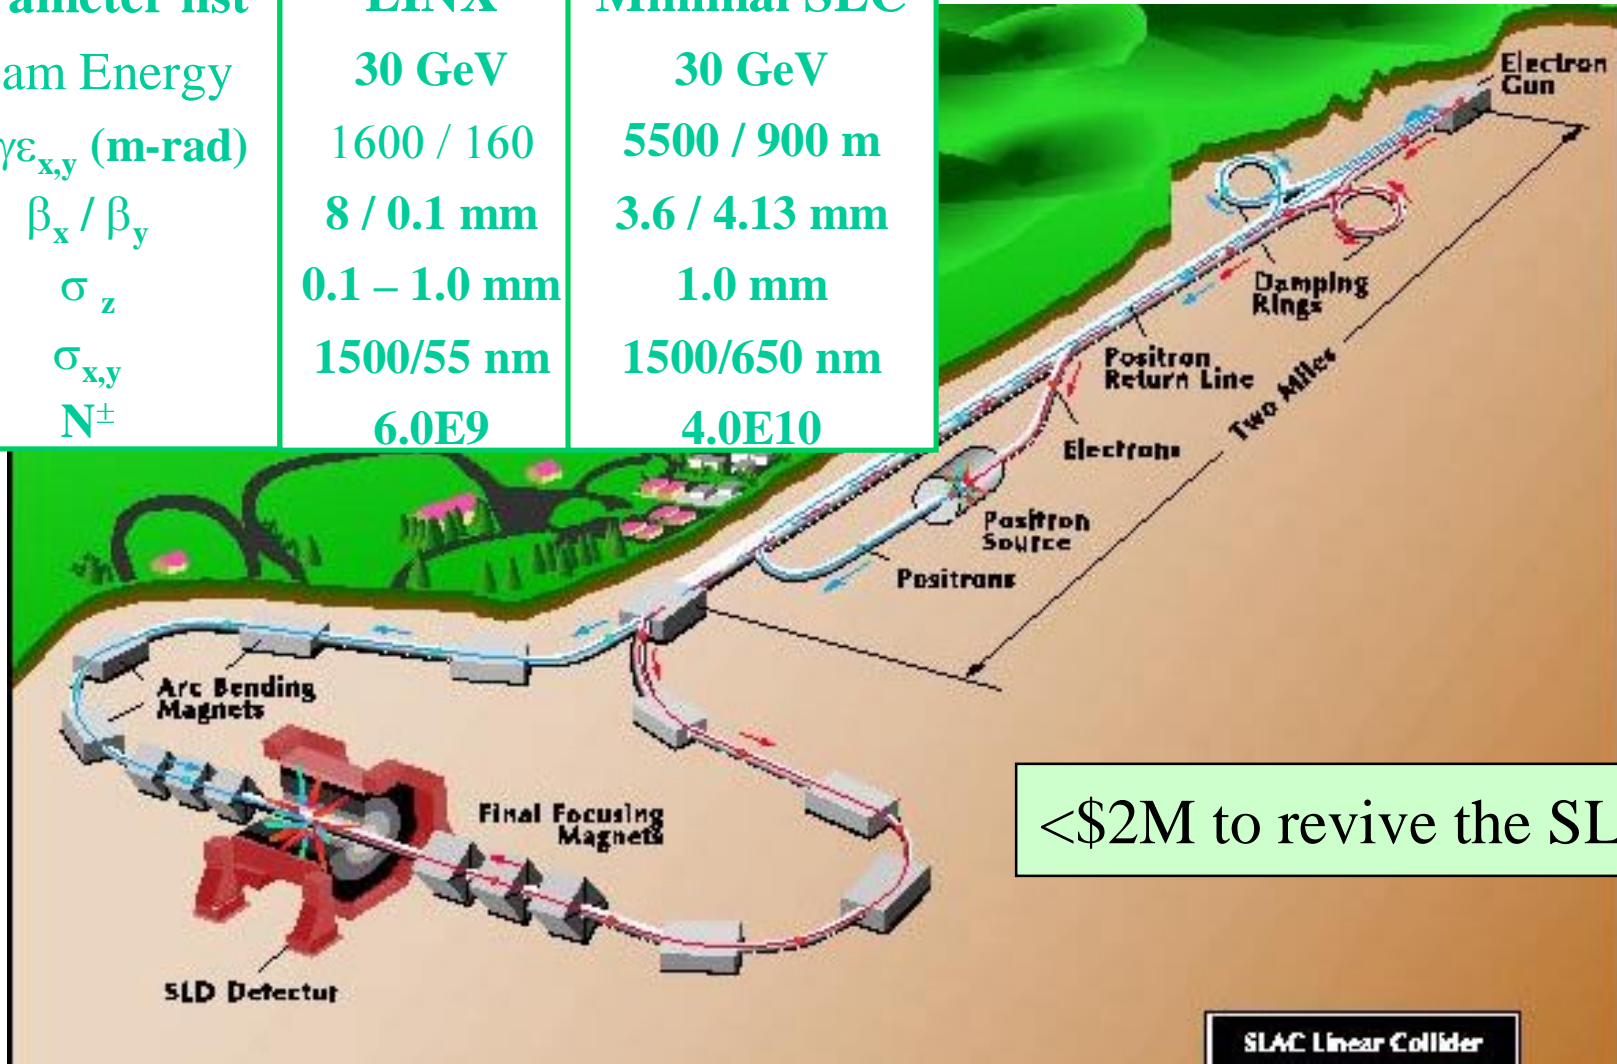 LINX
30 GeV
30 GeV
am Energy
γε x,y (m-rad)
1600 / 160
5500 / 900 m
βx / βy
8 / 0.1 mm
3.6 / 4.13 mm
σ z
0.1 – 1.0 mm
1.0 mm
σx,y
1500/55 nm
1500/650 nm
N±
6.0E9
4.0E10
Electron
Gun
Damping
Rings
Positron
Return Line
Two Miles
Electrons
Positron
Source
Positrons
Arc Bending
Magnets
Final Focusing
Magnets
<$2M to revive the SL
SLD Detector
SLAC Linear Collider